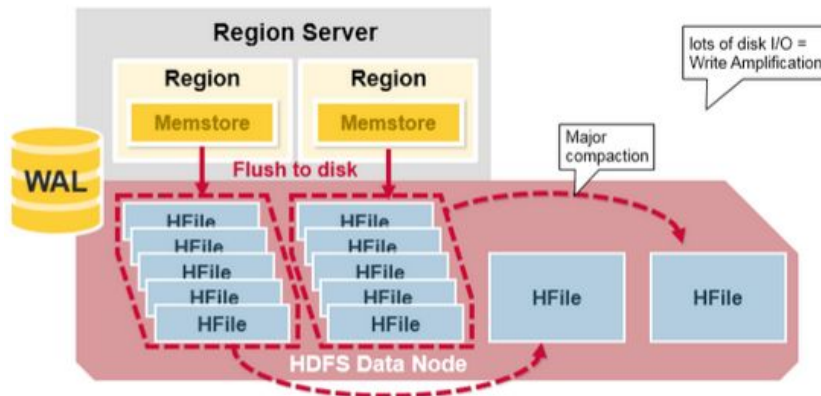 Region Server
lots of disk I/O =
Write Amplification
Region
Region
Memstore
Memstore
Major
compaction
WAL
Flush to disk
HFile
HFile
HFile
HFile
HFile
HFile
HFile
HFile
HFile
HFile
HFile
HFile
HDFS Data Node